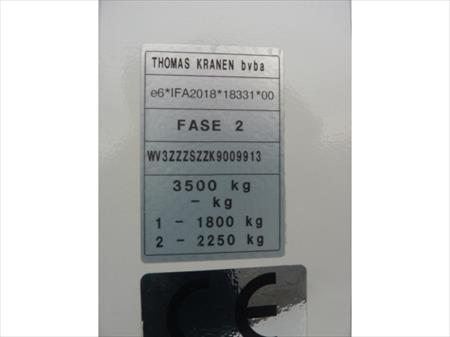 THOMAS KRANEN bvba
e6*IFA2018*18331*00
FASE 2
WV3ZZZSZZK9009913
3500 kg
- kg
1 - 1800 kg
2 - 2250 kg
CE